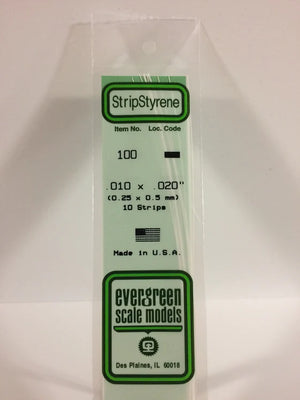 StripStyrene
Item No. Loc. Code
100
.010 x .020"
(0.25 x 0.5 mm)
10 Strips
Made in U.S.A.
evergreen
scale models
Des Plaines, IL 60018